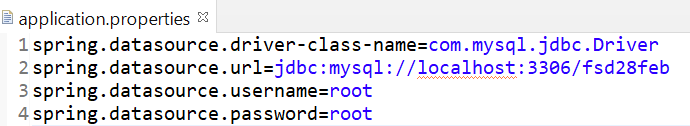 application.properties
1 spring.datasource.driver-class-name=com.mysql.jdbc.Driver
2 spring.datasource.url=jdbc:mysql://localhost:3306/fsd28feb
3 spring.datasource.username=root
4 spring.datasource.password=root